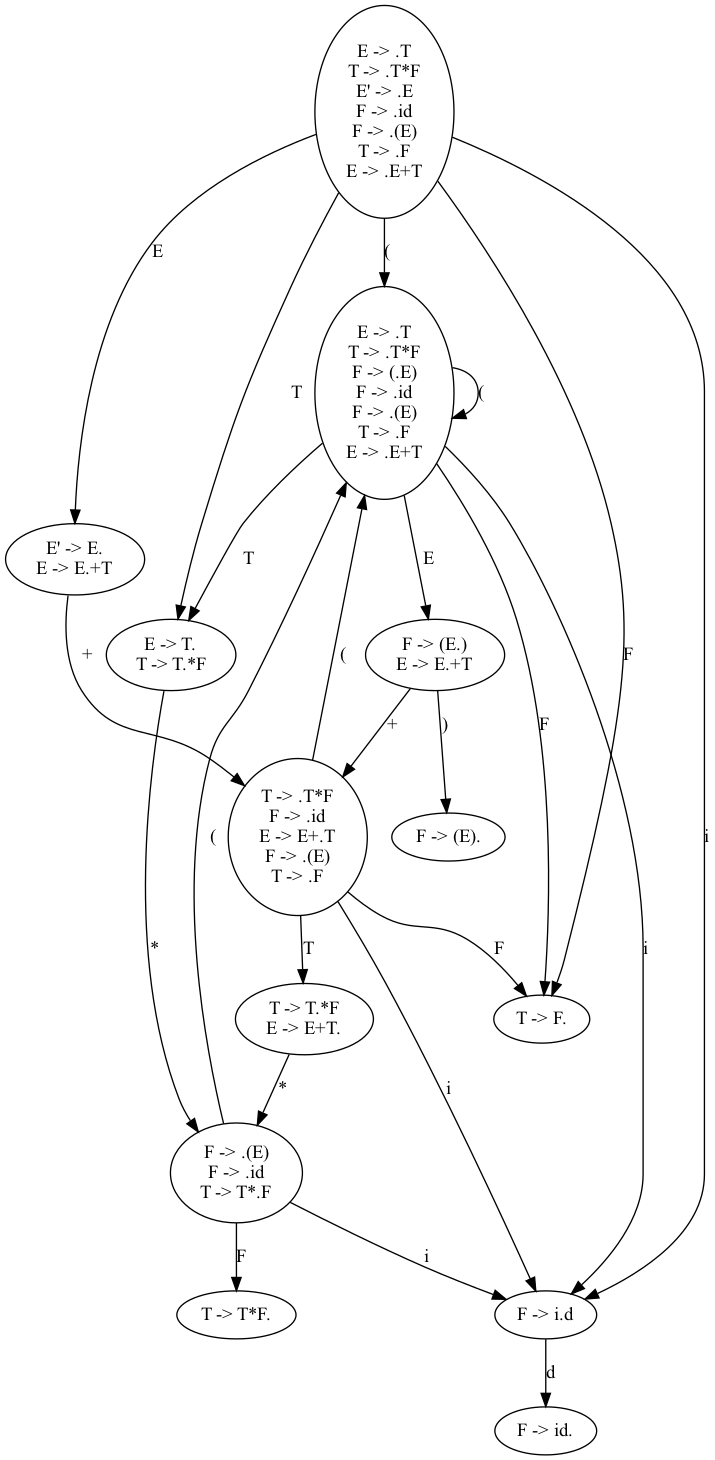 E -> .T
T -> .T*F
E' -> .E
F -> .id
F -> .(E)
T -> .F
E -> .E+T
E
(
T
E -> .T
T -> .T*F
F -> (.E)
F -> .id
F -> .(E)
T -> .F
E -> .E+T
(
T
E
E' -> E.
E -> E.+T
+
E -> T.
T -> T.*F
(
F -> (E.)
E -> E.+T
F
F
+
)
T -> .T*F
F -> .id
E -> E+.T
F -> .(E)
T -> .F
(
F -> (E).
i
*
T
F
i
T -> T.*F
E -> E+T.
T -> F.
*
i
F -> .(E)
F -> .id
T -> T*.F
F
i
T -> T*F.
F -> i.d
d
F -> id.